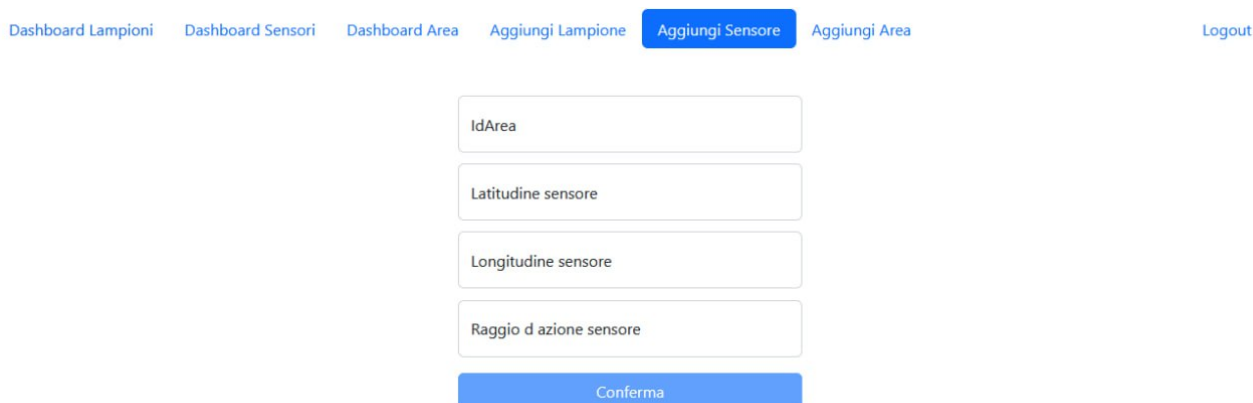 Dashboard Lampioni Dashboard Sensori Dashboard Area Aggiungi Lampione Aggiungi Sensore Aggiungi Area Logout
IdArea
Latitudine sensore
Longitudine sensore
Raggio d azione sensore
Conferma